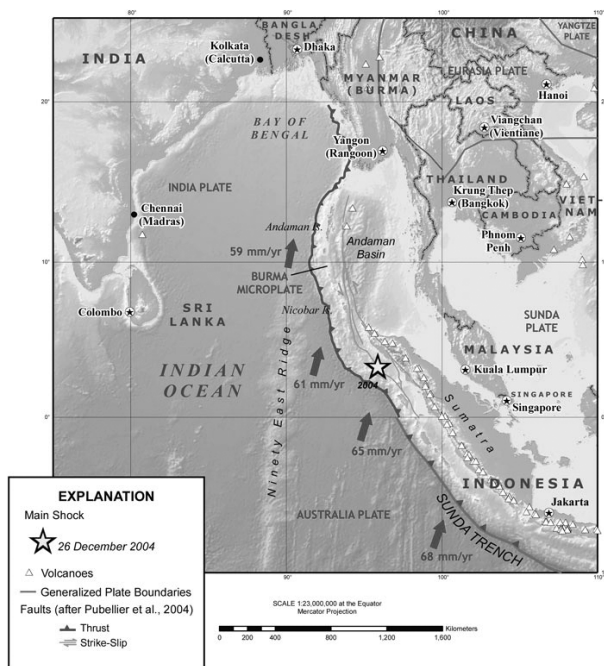 80°
90°
100°
110°
BANGLA
DESH
Dhaka
Kolkata
(Calcutta)
INDIA
CHINA
YANGTZE
PLATE
EURASIA PLATE
MYANMAR
(BURMA)
Hanoi
LAOS
20°
BAY OF
BENGAL
Viangchan
(Vientiane)
Yangon
(Rangoon)
INDIA PLATE
THAILAND
Krung Thep
(Bangkok)
VIET-
NAM
CAMBODIA
Chennai
(Madras)
Phnom
Penh
Andaman
Andaman
Basin
59 mm/yr
10°
BURMA
MICROPLATE
Nicobar
SRI
LANKA
Colombo
SUNDA
PLATE
MALAYSIA
INDIAN
OCEAN
Kuala Lumpur
61 mm/yr
2004
SINGAPORE
Singapore
0°
Ninety East Ridge
Sumatra
65 mm/yr
INDONESIA
Jakarta
AUSTRALIA PLATE
SUNDA TRENCH
68 mm/yr
EXPLANATION
Main Shock
26 December 2004
Volcanoes
Generalized Plate Boundaries
Faults (after Pubellier et al., 2004)
Thrust
Strike-Slip
SCALE 1:23,000,000 at the Equator
Mercator Projection
Kilometers
0 200 400 800 1,200 1,600